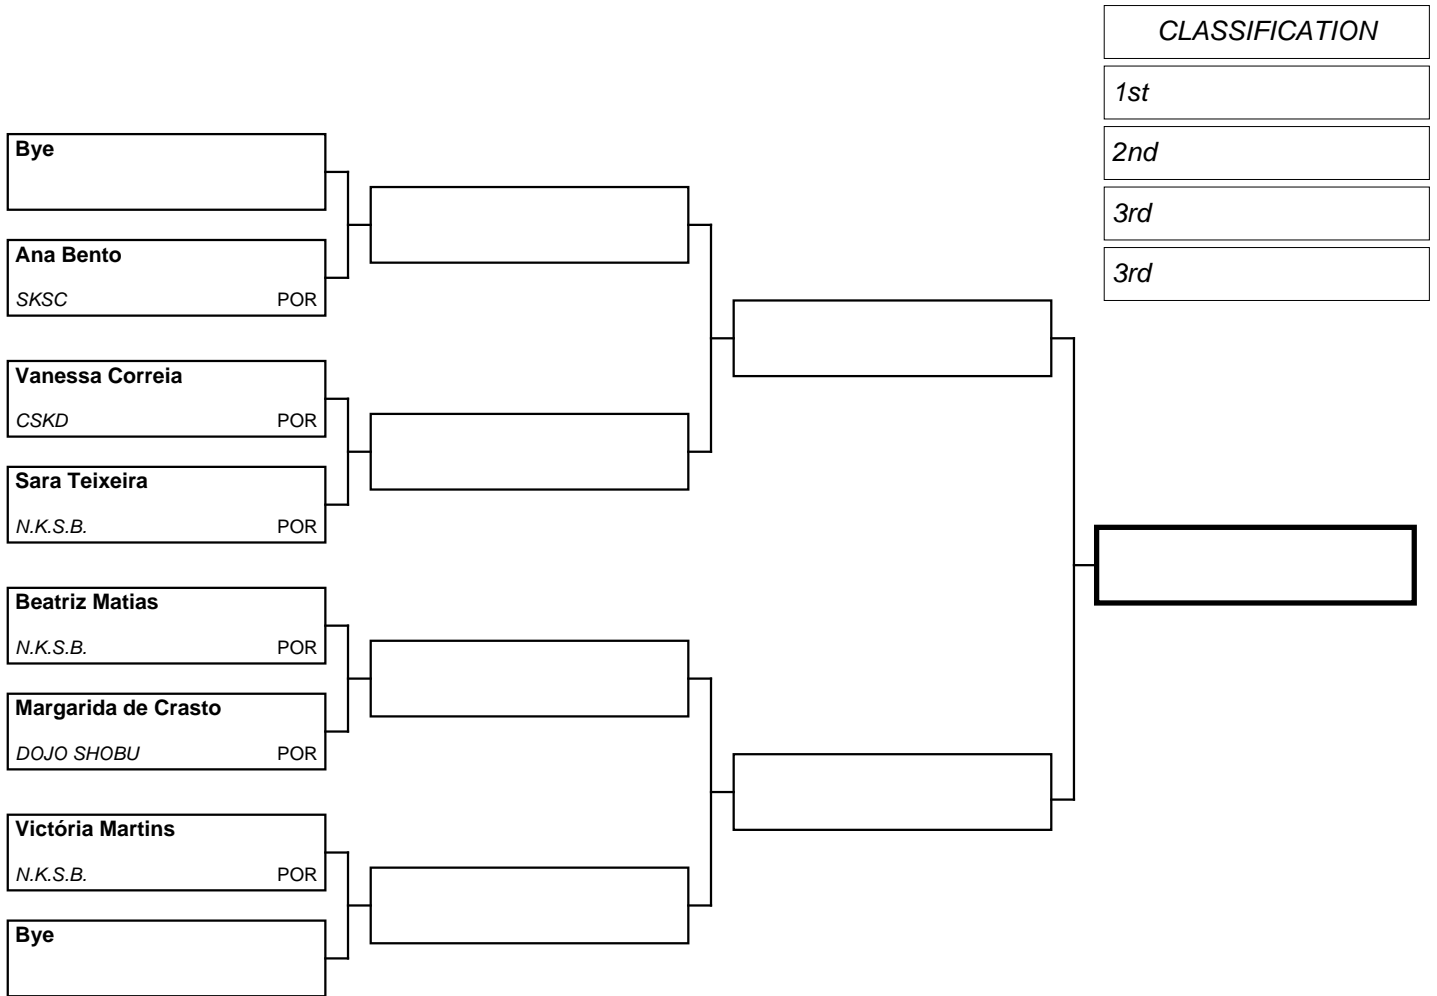 CLASSIFICATION
1st
2nd
3rd
3rd
Bye
Ana Bento
SKSC POR
Vanessa Correia
CSKD POR
Sara Teixeira
N.K.S.B. POR
Beatriz Matias
N.K.S.B. POR
Margarida de Crasto
DOJO SHOBU POR
Victória Martins
N.K.S.B. POR
Bye